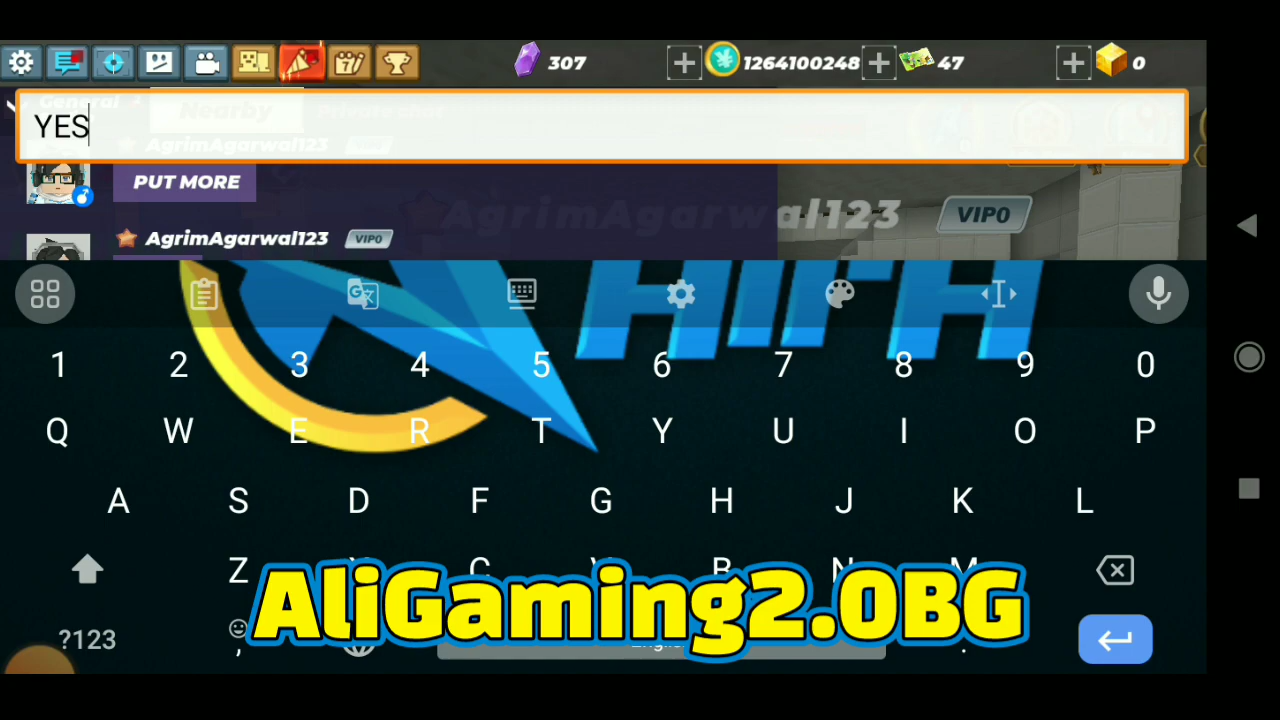 307
1264100248
47
0
General
Nearby
Private chat
YES
AgrimAgarwal123
PUT MORE
AgrimAgarwal123 VIP0
AgrimAgarwal123 VIP0
1 2 3 4 5 6 7 8 9 0
Q W E R T Y U I O P
A S D F G H J K L
Z C V B N M
AliGaming2.0BG
?123 , .